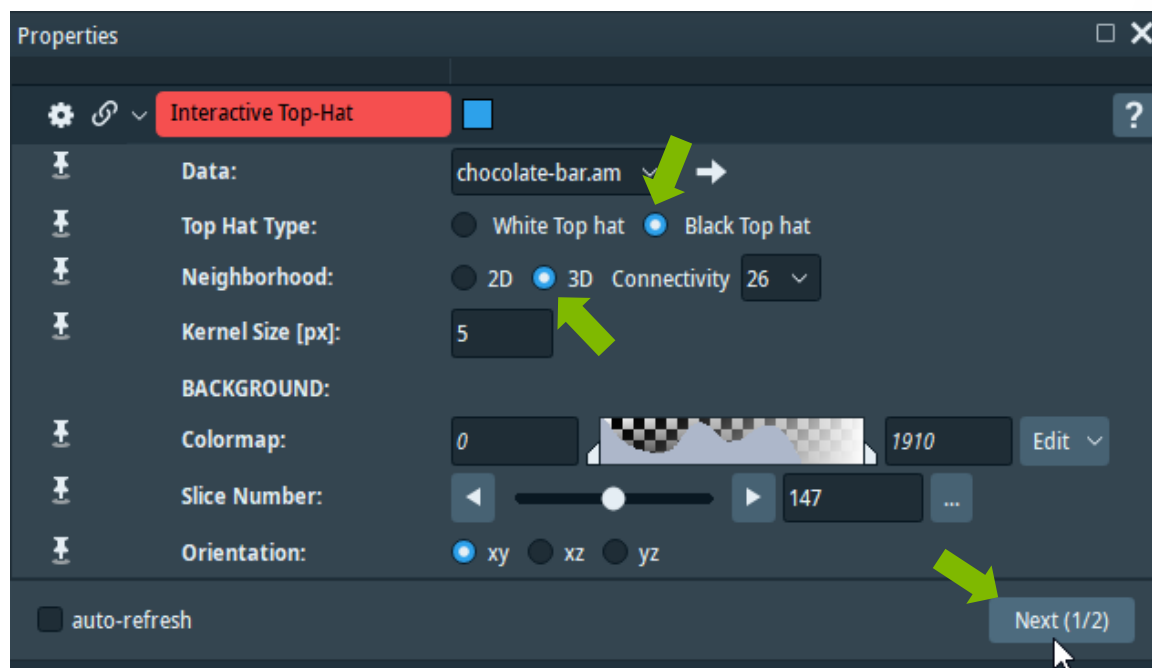 Properties
Interactive Top-Hat ?
Data: chocolate-bar.am
Top Hat Type: White Top hat Black Top hat
Neighborhood: 2D 3D Connectivity 26
Kernel Size [px]: 5
BACKGROUND:
Colormap: 0 1910 Edit
Slice Number: 147 ...
Orientation: xy xz yz
auto-refresh Next (1/2)